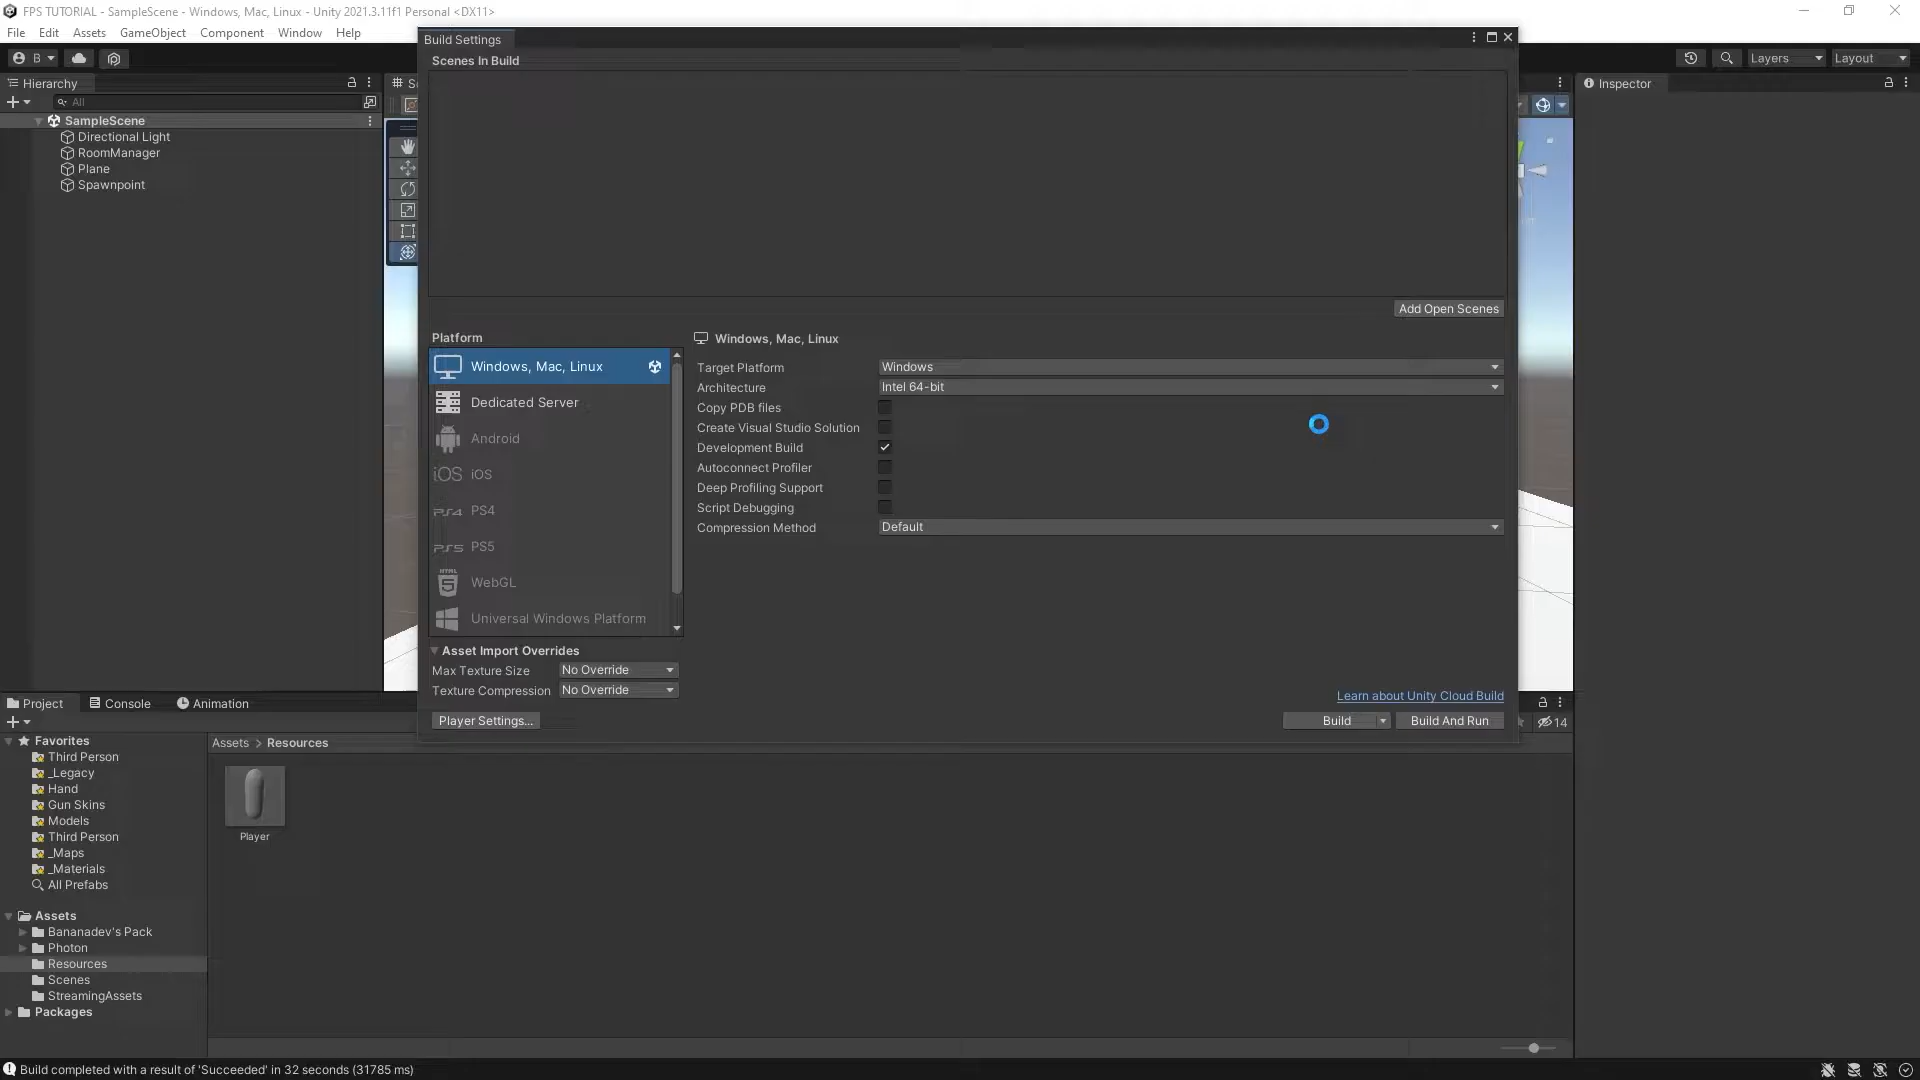 FPS TUTORIAL - SampleScene - Windows, Mac, Linux - Unity 2021.3.11f1 Personal <DX11>
File Edit Assets GameObject Component Window Help
B
Layers
Layout
Hierarchy
All
SampleScene
Directional Light
RoomManager
Plane
Spawnpoint
Build Settings
Scenes In Build
Add Open Scenes
Platform
Windows, Mac, Linux
Dedicated Server
Android
iOS iOS
PS4 PS4
PS5 PS5
HTML 5 WebGL
Universal Windows Platform
Windows, Mac, Linux
Target Platform Windows
Architecture Intel 64-bit
Copy PDB files
Create Visual Studio Solution
Development Build
Autoconnect Profiler
Deep Profiling Support
Script Debugging
Compression Method Default
Asset Import Overrides
Max Texture Size No Override
Texture Compression No Override
Learn about Unity Cloud Build
Player Settings...
Build
Build And Run
Inspector
Project
Console
Animation
14
Favorites
Third Person
_Legacy
Hand
Gun Skins
Models
Third Person
_Maps
_Materials
All Prefabs
Assets
Bananadev's Pack
Photon
Resources
Scenes
StreamingAssets
Packages
Assets > Resources
Player
Build completed with a result of 'Succeeded' in 32 seconds (31785 ms)